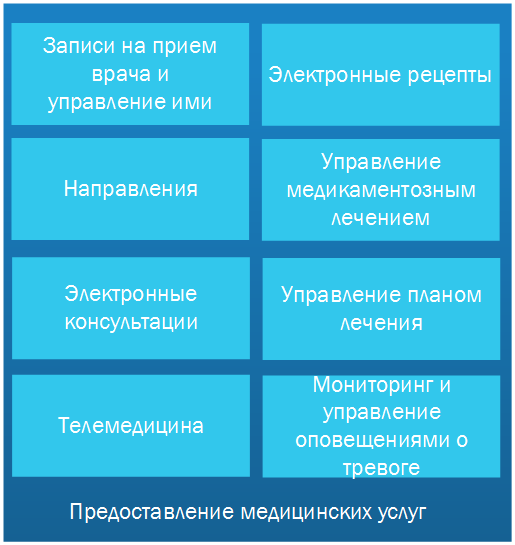 Записи на прием
врача и
управление ими
Электронные рецепты
Направления
Управление
медикаментозным
лечением
Электронные
консультации
Управление планом
лечения
Телемедицина
Мониторинг и
управление
оповещениями о
тревоге
Предоставление медицинских услуг